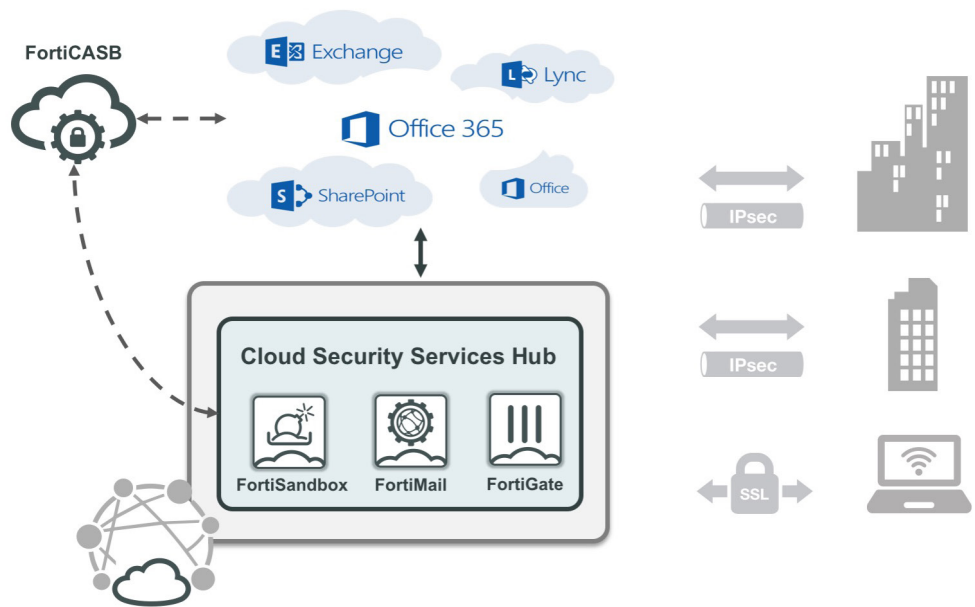 FortiCASB
E Exchange
L Lync
Office 365
S SharePoint
Office
IPsec
Cloud Security Services Hub
IPsec
FortiSandbox
FortiMail
FortiGate
SSL